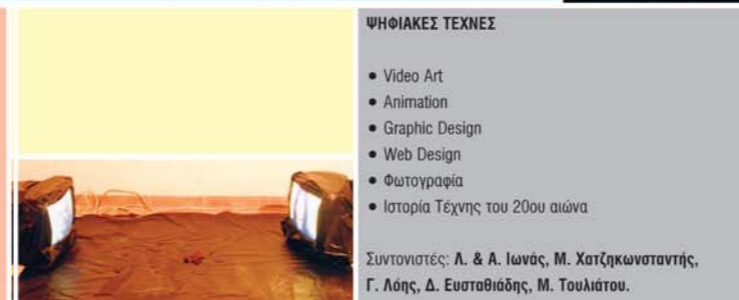 ΨΗΦΙΑΚΕΣ ΤΕΧΝΕΣ
• Video Art
• Animation
• Graphic Design
• Web Design
• Φωτογραφία
• Ιστορία Τέχνης του 20ου αιώνα
Συντονιστές: Λ. & Α. Ιωνάς, Μ. Χατζηκωνσταντής,
Γ. Λόης, Δ. Ευσταθιάδης, Μ. Τουλιάτου.